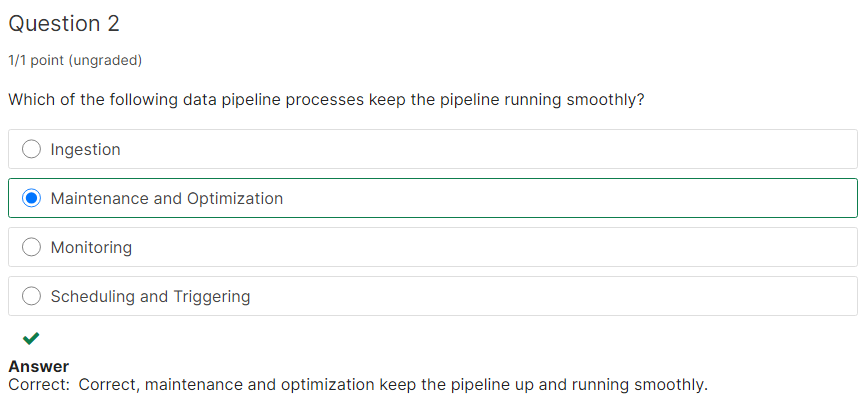 Question 2
1/1 point (ungraded)
Which of the following data pipeline processes keep the pipeline running smoothly?
Ingestion
Maintenance and Optimization
Monitoring
Scheduling and Triggering
Answer
Correct: Correct, maintenance and optimization keep the pipeline up and running smoothly.